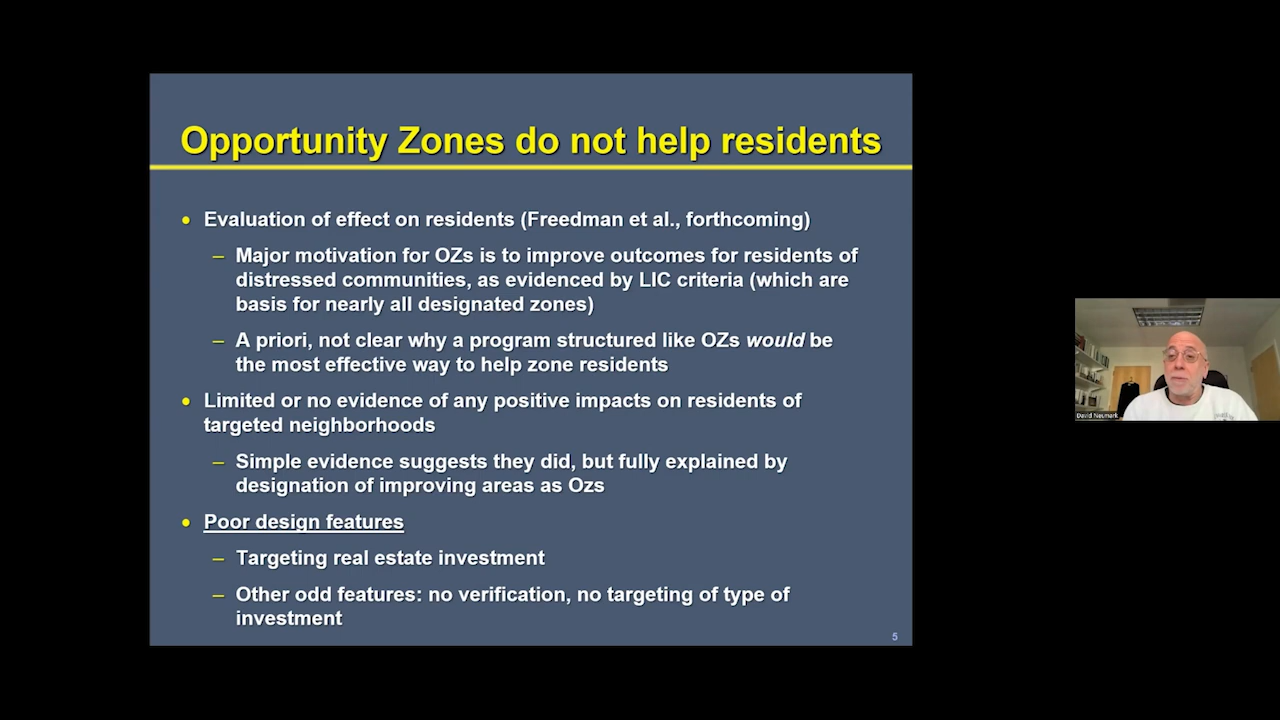 Opportunity Zones do not help residents
• Evaluation of effect on residents (Freedman et al., forthcoming)
– Major motivation for OZs is to improve outcomes for residents of
distressed communities, as evidenced by LIC criteria (which are
basis for nearly all designated zones)
– A priori, not clear why a program structured like OZs would be
the most effective way to help zone residents
• Limited or no evidence of any positive impacts on residents of
targeted neighborhoods
– Simple evidence suggests they did, but fully explained by
designation of improving areas as Ozs
• Poor design features
– Targeting real estate investment
– Other odd features: no verification, no targeting of type of
investment
5
David Neumark